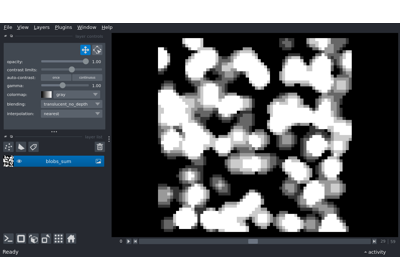 File View Layers Plugins Window Help
opacity: 1.00
contrast limits:
auto-contrast: once continuous
gamma: 1.00
colormap: gray
blending: translucent_no_depth
interpolation: nearest
blobs_sum
Ready
activity